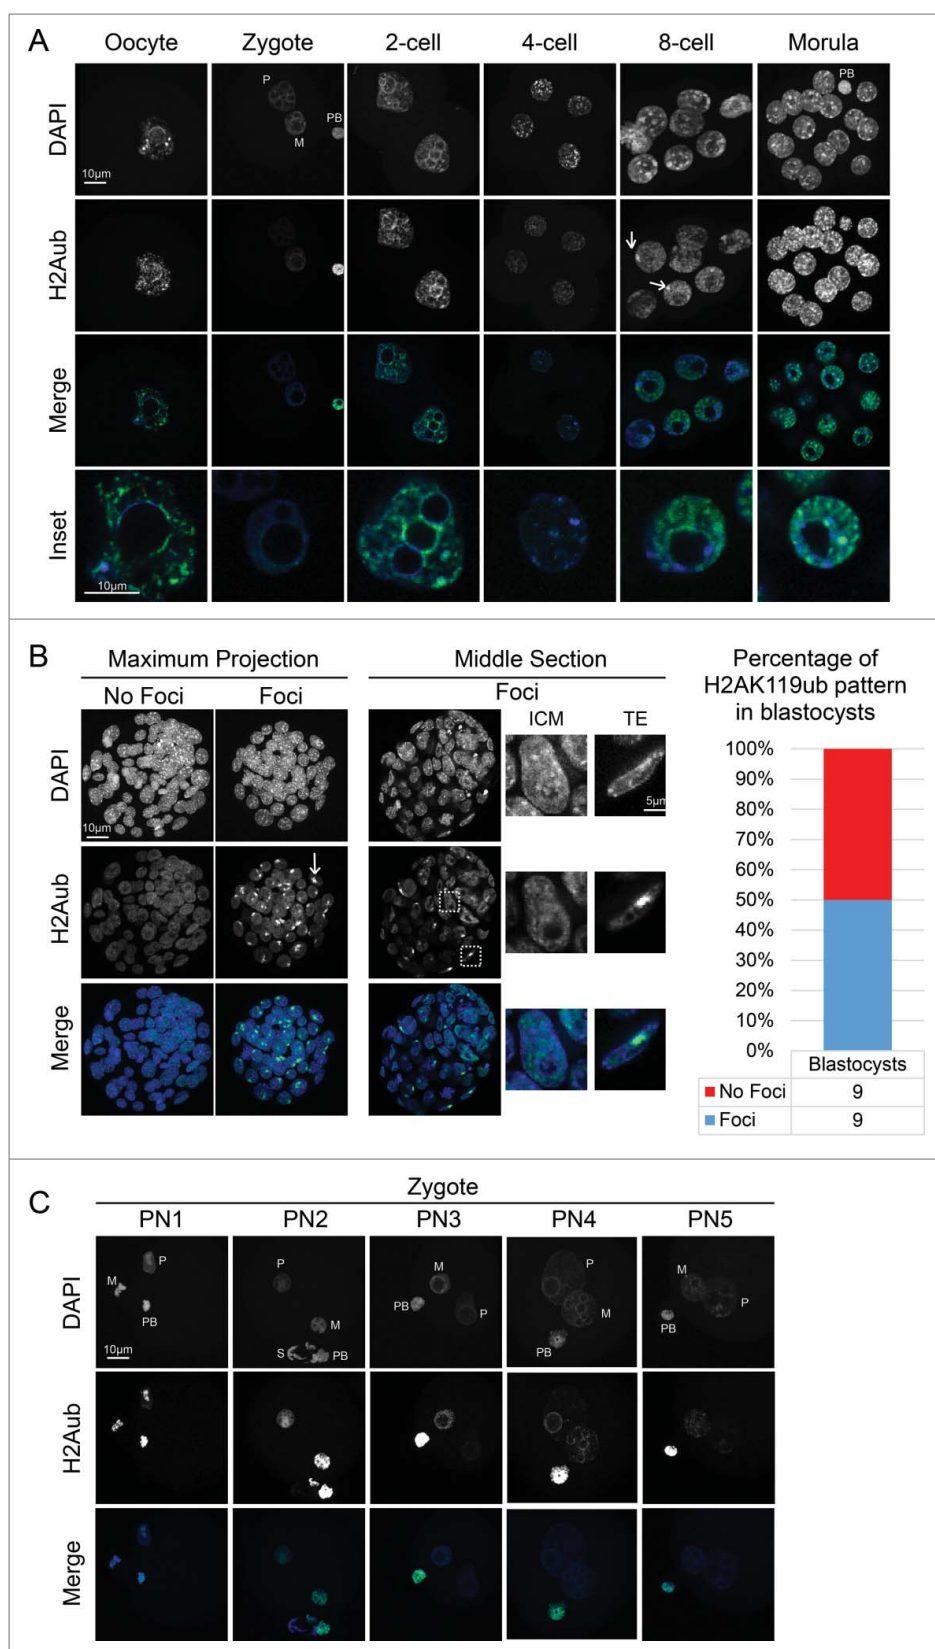 A
Oocyte Zygote 2-cell 4-cell 8-cell Morula
DAPI
P
M
PB
PB
10µm
H2Aub
Merge
Inset
10µm
B
Maximum Projection
Middle Section
No Foci Foci
Foci
ICM TE
DAPI
10µm
5µm
H2Aub
Merge
Percentage of
H2AK119ub pattern
in blastocysts
100%
90%
80%
70%
60%
50%
40%
30%
20%
10%
0%
Blastocysts
No Foci 9
Foci 9
C
Zygote
PN1 PN2 PN3 PN4 PN5
DAPI
M
P
PB
10µm
P
M
S
PB
M
PB
P
P
M
PB
M
PB
P
H2Aub
Merge